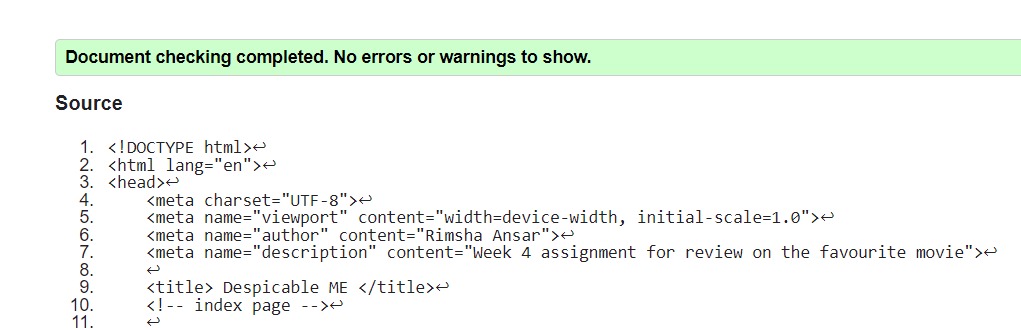 Document checking completed. No errors or warnings to show.
Source
1. <!DOCTYPE html>↩
2. <html lang="en">↩
3. <head>↩
4.     <meta charset="UTF-8">↩
5.     <meta name="viewport" content="width=device-width, initial-scale=1.0">↩
6.     <meta name="author" content="Rimsha Ansar">↩
7.     <meta name="description" content="Week 4 assignment for review on the favourite movie">↩
8.     ↩
9.     <title> Despicable ME </title>↩
10.     <!-- index page -->↩
11.     ↩